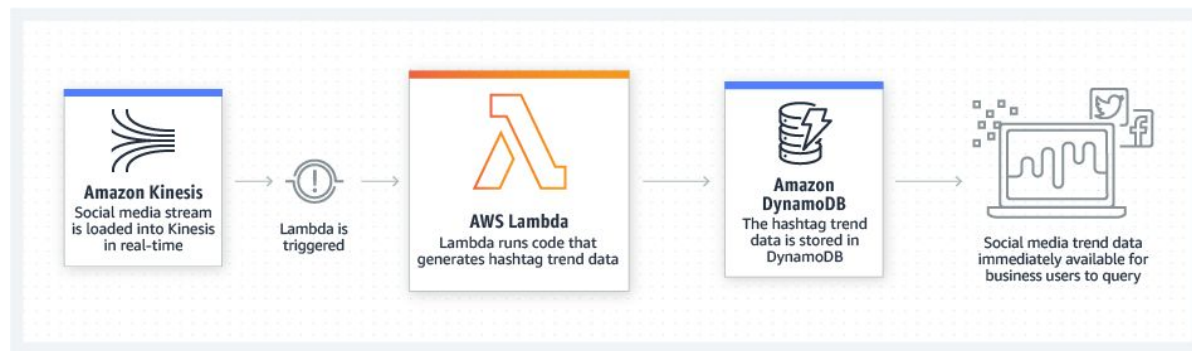 Amazon Kinesis
Social media stream
is loaded into Kinesis
in real-time
Lambda is
triggered
AWS Lambda
Lambda runs code that
generates hashtag trend data
Amazon
DynamoDB
The hashtag trend
data is stored in
DynamoDB
Social media trend data
immediately available for
business users to query